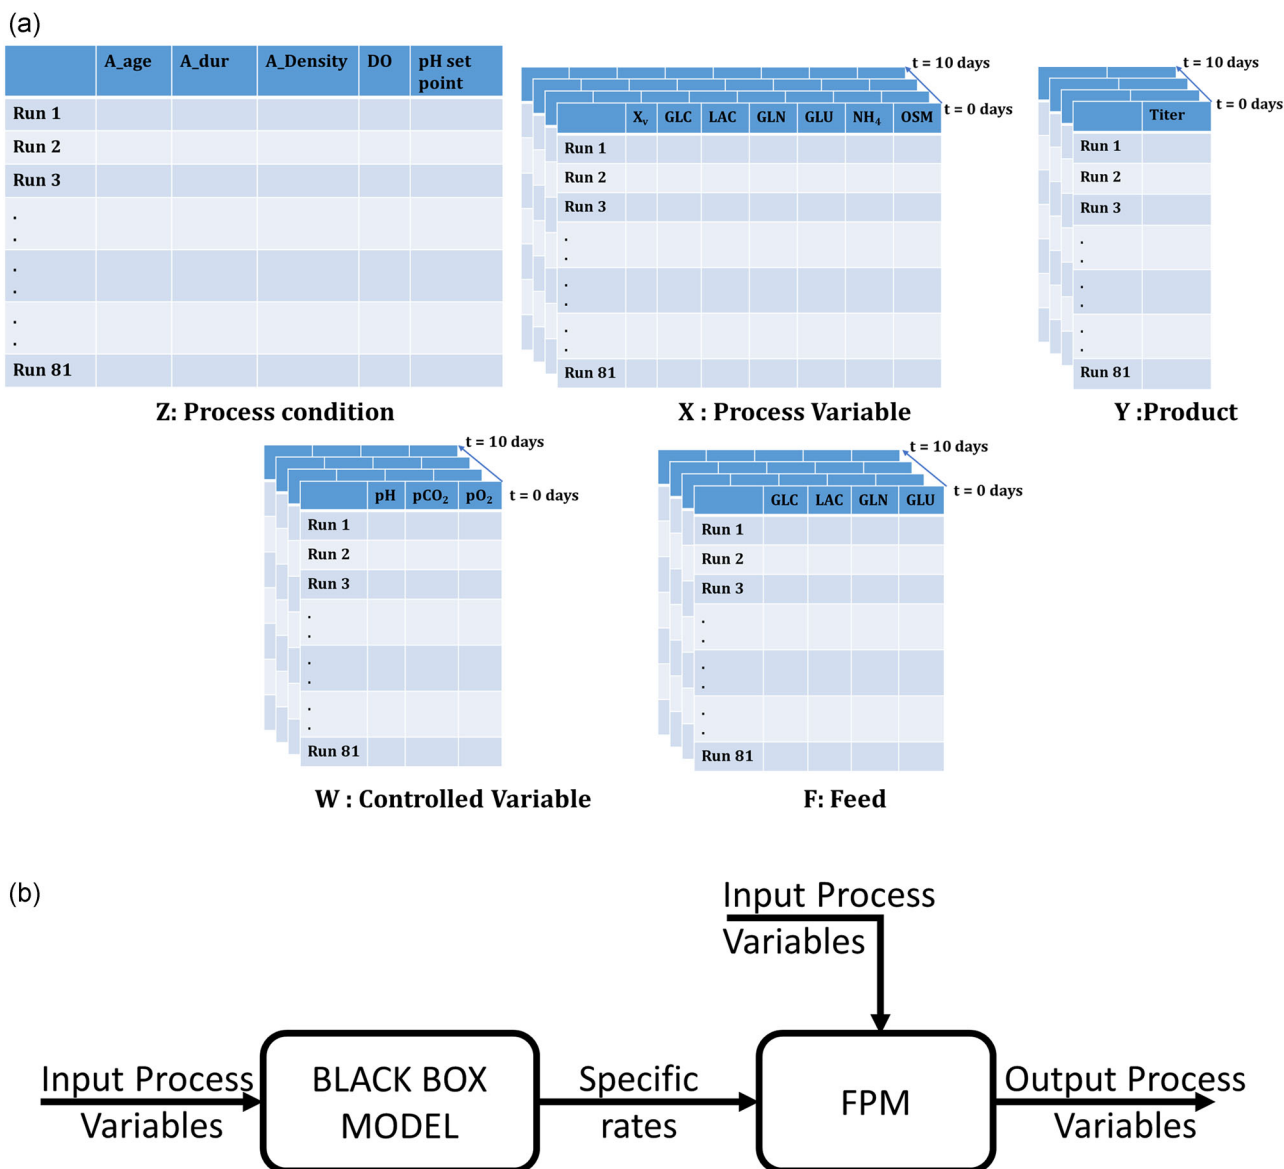 (a)
A_age A_dur A_Density DO pH set
point
Run 1
Run 2
Run 3
.
.
.
.
.
.
Run 81
Z: Process condition
t = 10 days
t = 0 days
Xv GLC LAC GLN GLU NH4 OSM
Run 1
Run 2
Run 3
.
.
.
.
.
.
Run 81
X : Process Variable
t = 10 days
t = 0 days
Titer
Run 1
Run 2
Run 3
.
.
.
.
.
.
Run 81
Y :Product
t = 10 days
t = 0 days
pH pCO2 pO2
Run 1
Run 2
Run 3
.
.
.
.
.
.
Run 81
W : Controlled Variable
t = 10 days
t = 0 days
GLC LAC GLN GLU
Run 1
Run 2
Run 3
.
.
.
.
.
.
Run 81
F: Feed
(b)
Input Process
Variables
BLACK BOX
MODEL
Specific
rates
Input Process
Variables
FPM
Output Process
Variables